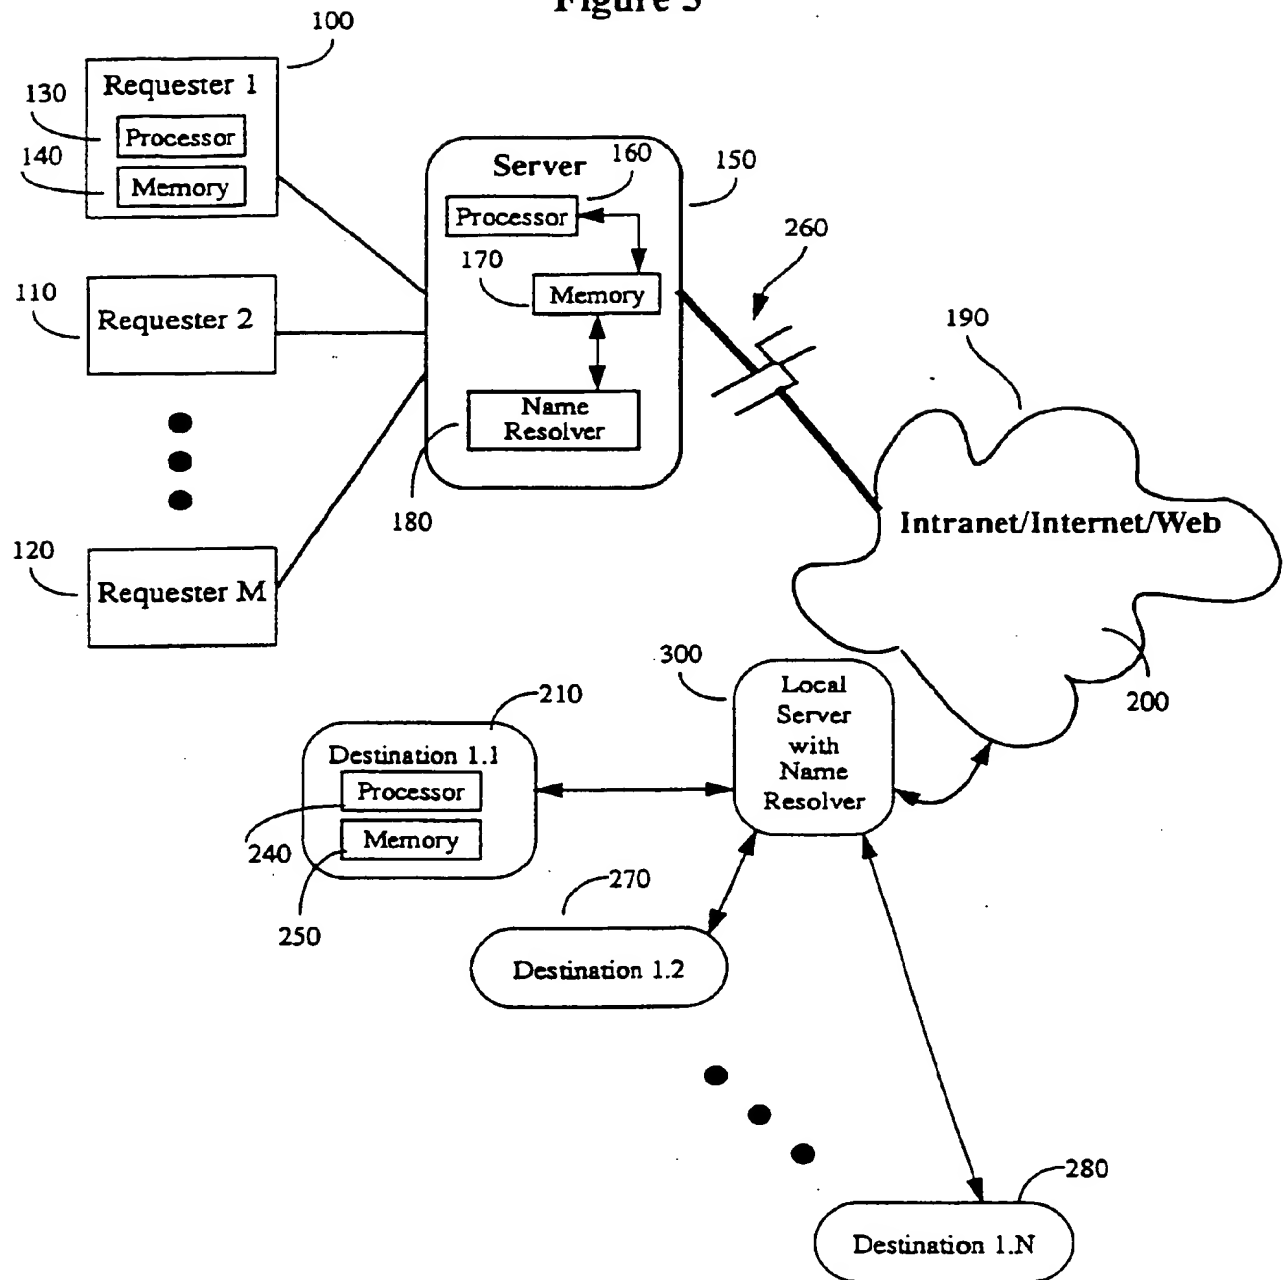 Figure 3
100
Requester 1
130
Processor
140
Memory
Server
160
150
Processor
260
170
Memory
110
Requester 2
190
Name
Resolver
180
Intranet/Internet/Web
120
Requester M
300
Local
Server
with
Name
Resolver
200
210
Destination 1.1
Processor
240
Memory
250
270
Destination 1.2
280
Destination 1.N